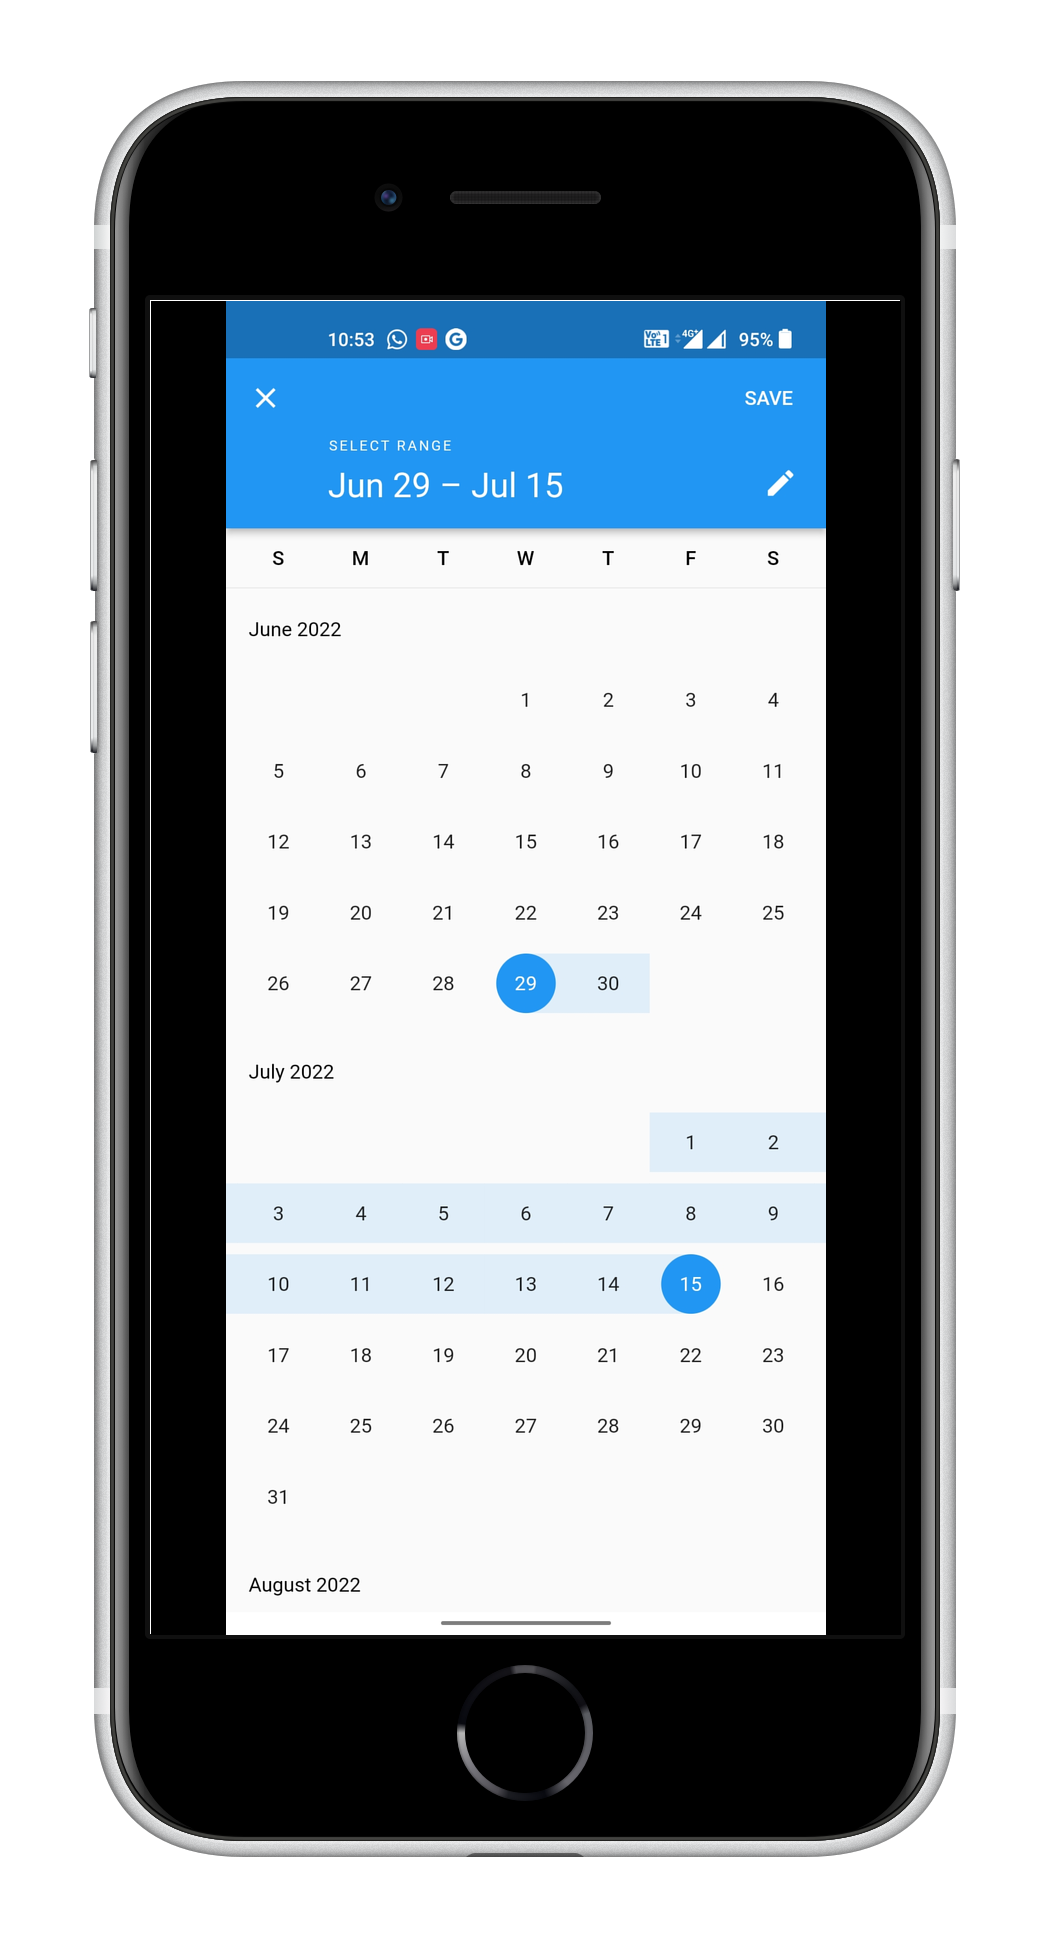 10:53 VoI) LTE 1 4G+ 95%
SAVE
SELECT RANGE
Jun 29 – Jul 15
S M T W T F S
June 2022
1 2 3 4
5 6 7 8 9 10 11
12 13 14 15 16 17 18
19 20 21 22 23 24 25
26 27 28 29 30
July 2022
1 2
3 4 5 6 7 8 9
10 11 12 13 14 15 16
17 18 19 20 21 22 23
24 25 26 27 28 29 30
31
August 2022